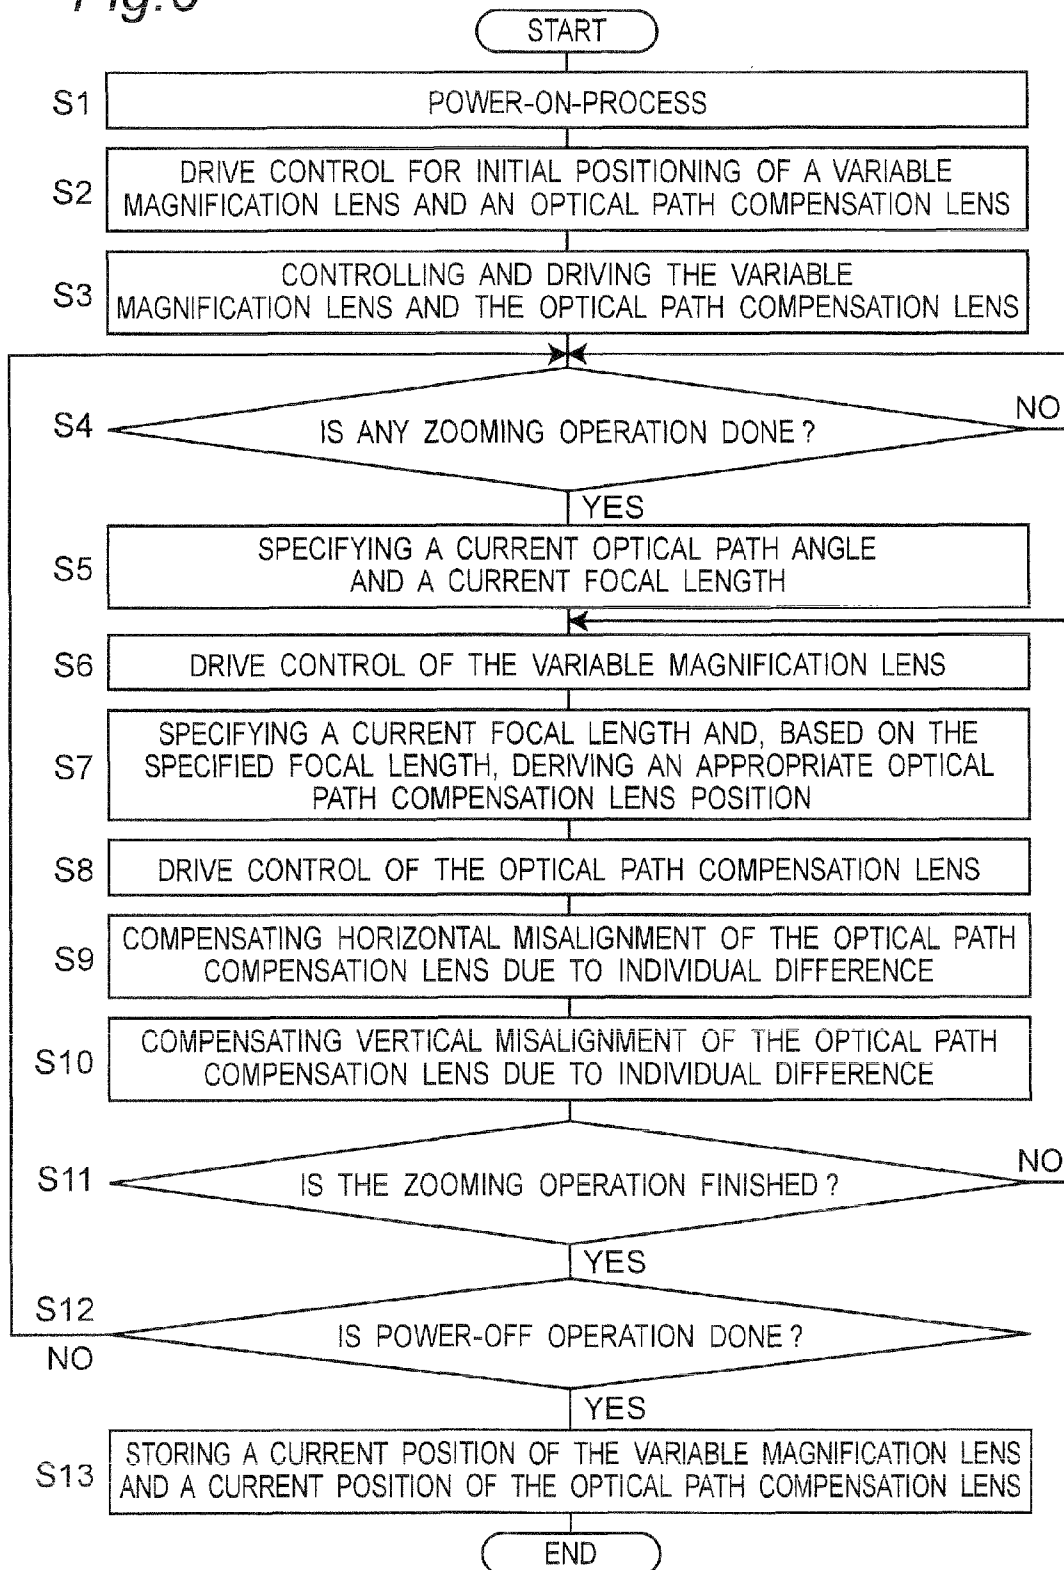 START
S1
POWER-ON-PROCESS
S2
DRIVE CONTROL FOR INITIAL POSITIONING OF A VARIABLE
MAGNIFICATION LENS AND AN OPTICAL PATH COMPENSATION LENS
S3
CONTROLLING AND DRIVING THE VARIABLE
MAGNIFICATION LENS AND THE OPTICAL PATH COMPENSATION LENS
S4
IS ANY ZOOMING OPERATION DONE?
NO
YES
S5
SPECIFYING A CURRENT OPTICAL PATH ANGLE
AND A CURRENT FOCAL LENGTH
S6
DRIVE CONTROL OF THE VARIABLE MAGNIFICATION LENS
S7
SPECIFYING A CURRENT FOCAL LENGTH AND, BASED ON THE
SPECIFIED FOCAL LENGTH, DERIVING AN APPROPRIATE OPTICAL
PATH COMPENSATION LENS POSITION
S8
DRIVE CONTROL OF THE OPTICAL PATH COMPENSATION LENS
S9
COMPENSATING HORIZONTAL MISALIGNMENT OF THE OPTICAL PATH
COMPENSATION LENS DUE TO INDIVIDUAL DIFFERENCE
S10
COMPENSATING VERTICAL MISALIGNMENT OF THE OPTICAL PATH
COMPENSATION LENS DUE TO INDIVIDUAL DIFFERENCE
S11
IS THE ZOOMING OPERATION FINISHED?
NO
YES
S12
IS POWER-OFF OPERATION DONE?
NO
YES
S13
STORING A CURRENT POSITION OF THE VARIABLE MAGNIFICATION LENS
AND A CURRENT POSITION OF THE OPTICAL PATH COMPENSATION LENS
END